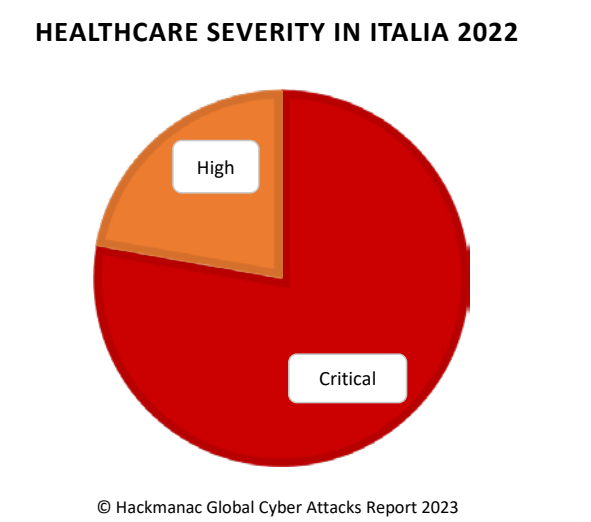 HEALTHCARE SEVERITY IN ITALIA 2022
High
Critical
© Hackmanac Global Cyber Attacks Report 2023